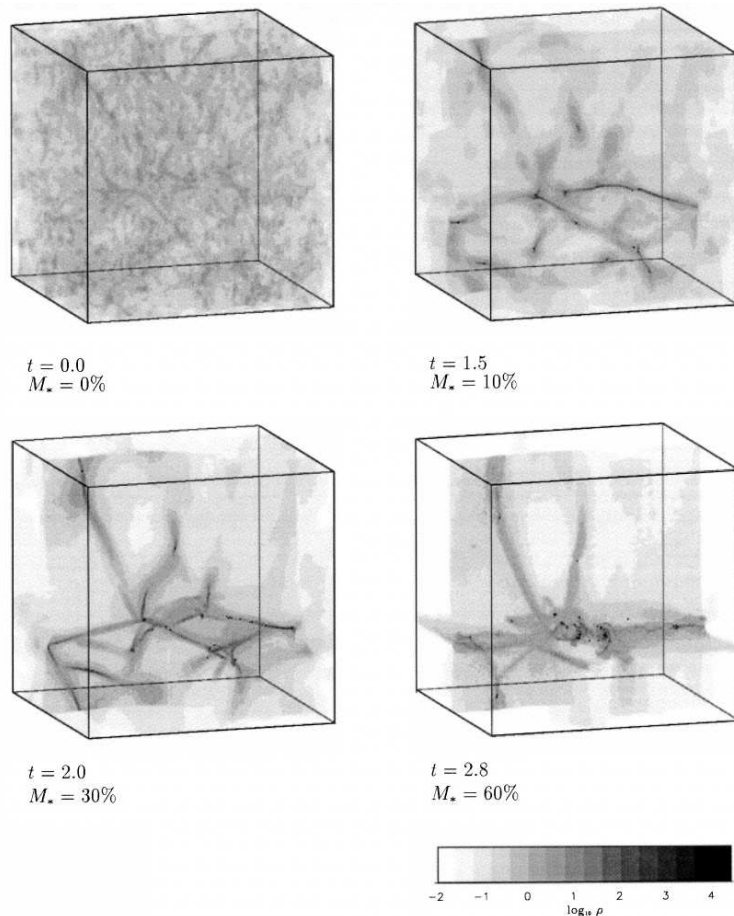 t = 0.0
M* = 0%
t = 1.5
M* = 10%
t = 2.0
M* = 30%
t = 2.8
M* = 60%
-2 -1 0 1 2 3 4
log₁₀ ρ